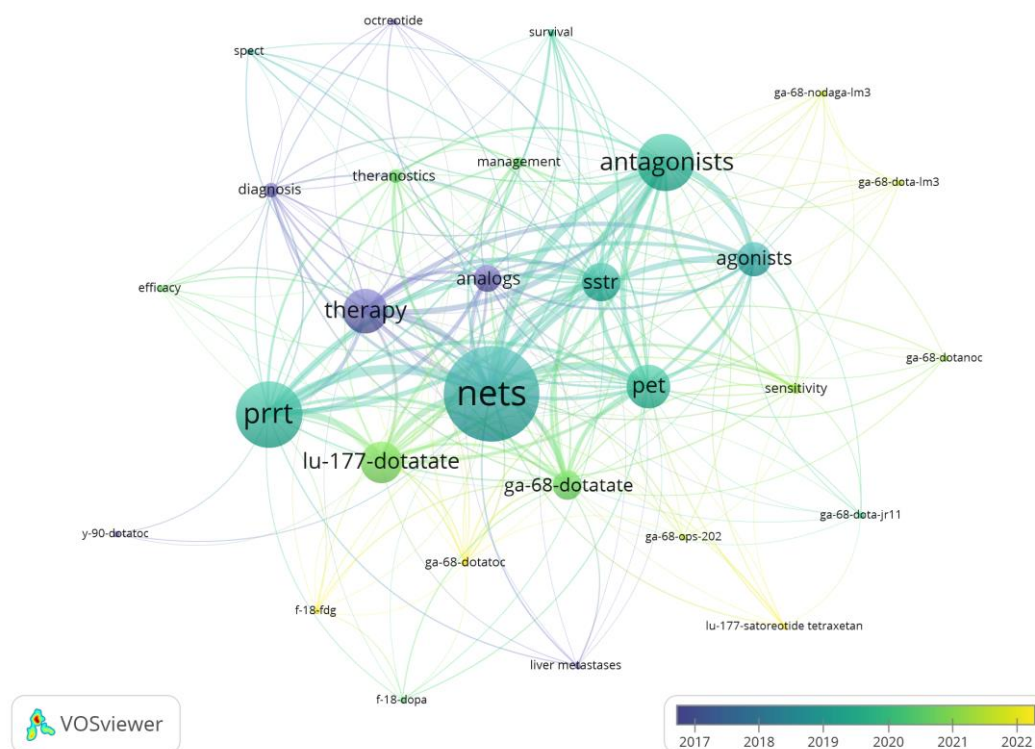 octreotide
survival
spect
ga-68-nodaga-lm3
antagonists
management
theranostics
ga-68-dota-lm3
diagnosis
agonists
analogs
sstr
efficacy
therapy
ga-68-dotanoc
pet
sensitivity
nets
prrt
lu-177-dotatate
ga-68-dotatate
ga-68-dota-jr11
y-90-dotatoc
ga-68-ops-202
ga-68-dotatoc
f-18-fdg
lu-177-satoreotide tetraxetan
liver metastases
f-18-dopa
VOSviewer
2017 2018 2019 2020 2021 2022